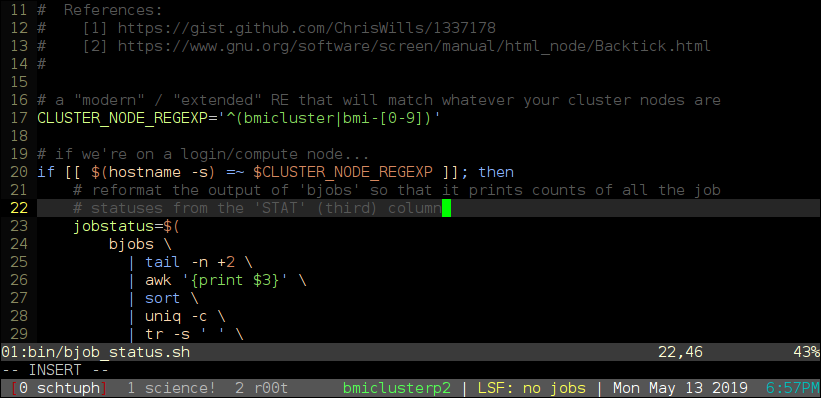 11 #  References:
12 #    [1] https://gist.github.com/ChrisWills/1337178
13 #    [2] https://www.gnu.org/software/screen/manual/html_node/Backtick.html
14 #
15
16 # a "modern" / "extended" RE that will match whatever your cluster nodes are
17 CLUSTER_NODE_REGEXP='^(bmicluster|bmi-[0-9])'
18
19 # if we're on a login/compute node...
20 if [[ $(hostname -s) =~ $CLUSTER_NODE_REGEXP ]]; then
21     # reformat the output of 'bjobs' so that it prints counts of all the job
22     # statuses from the 'STAT' (third) column
23     jobstatus=$(
24         bjobs \
25           | tail -n +2 \
26           | awk '{print $3}' \
27           | sort \
28           | uniq -c \
29           | tr -s ' ' \
01:bin/bjob_status.sh 22,46 43%
-- INSERT --
[0 schtuph]  1 science!  2 r00t bmiclusterp2 | LSF: no jobs | Mon May 13 2019  6:57PM